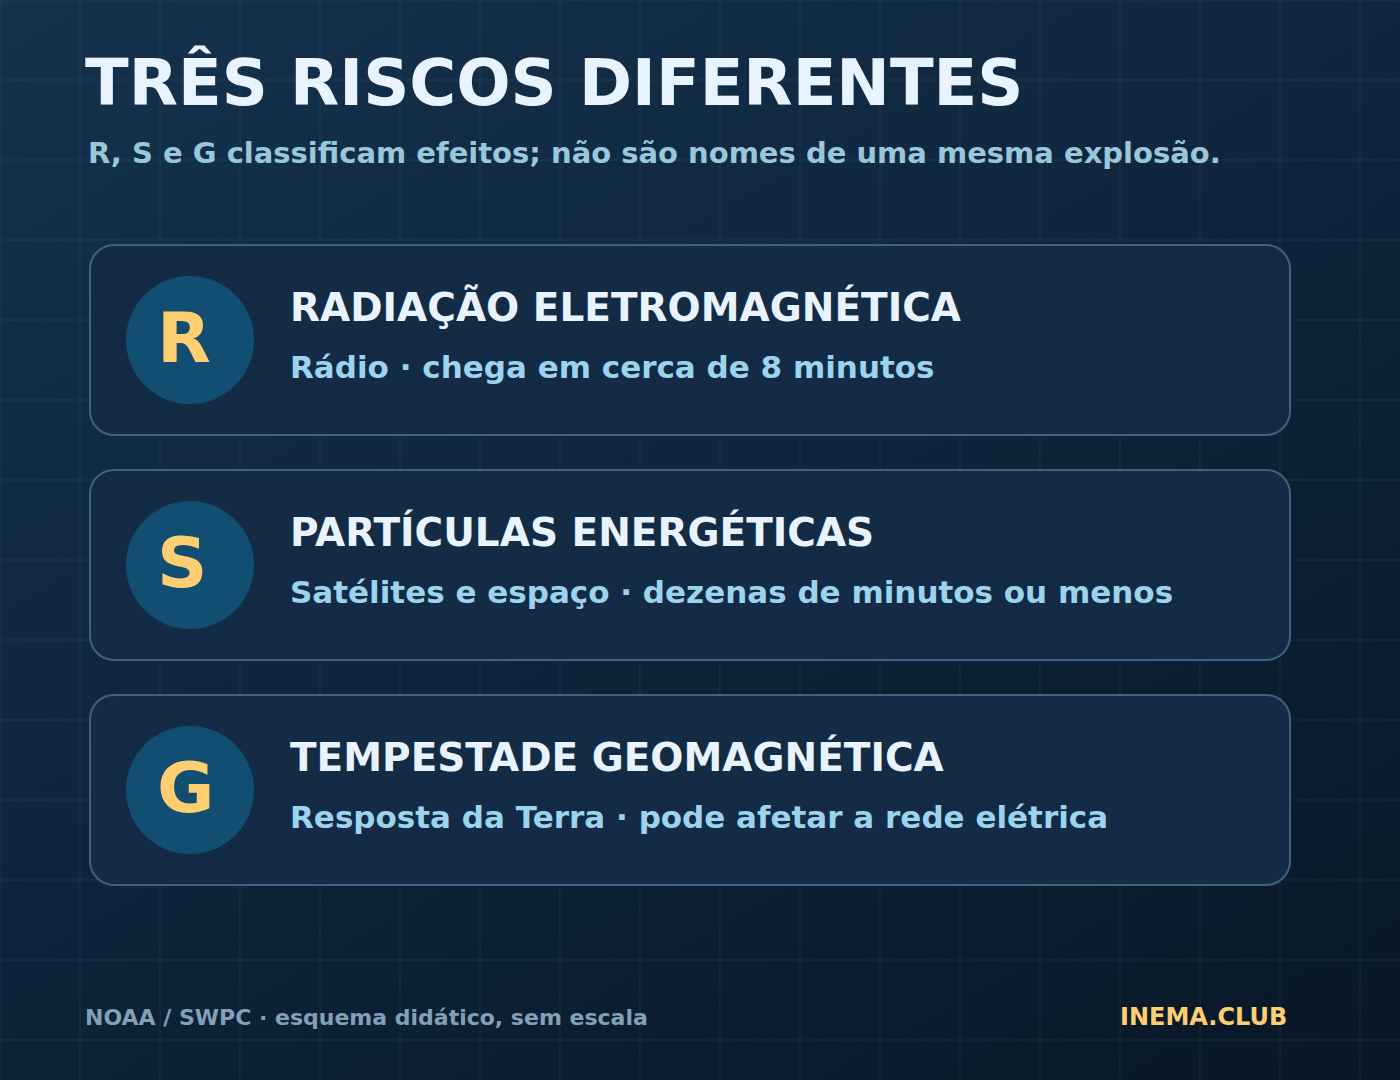 TRÊS RISCOS DIFERENTES
R, S e G classificam efeitos; não são nomes de uma mesma explosão.
R
RADIAÇÃO ELETROMAGNÉTICA
Rádio · chega em cerca de 8 minutos
S
PARTÍCULAS ENERGÉTICAS
Satélites e espaço · dezenas de minutos ou menos
G
TEMPESTADE GEOMAGNÉTICA
Resposta da Terra · pode afetar a rede elétrica
NOAA / SWPC · esquema didático, sem escala
INEMA.CLUB